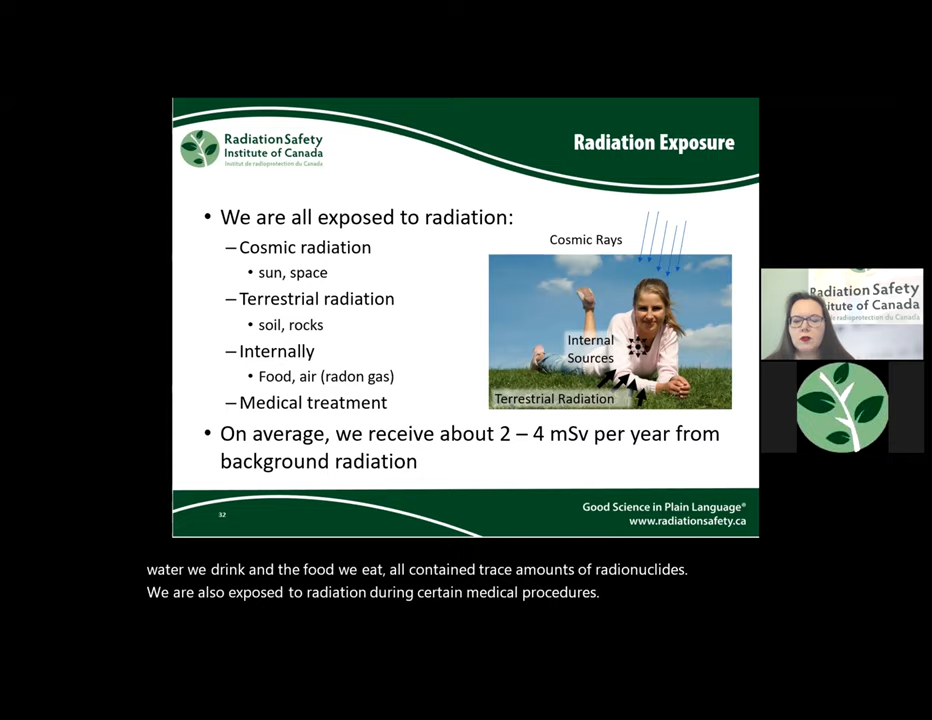 Radiation Safety
Institute of Canada
Institut de radioprotection du Canada
Radiation Exposure
• We are all exposed to radiation:
–Cosmic radiation
• sun, space
–Terrestrial radiation
• soil, rocks
–Internally
• Food, air (radon gas)
–Medical treatment
• On average, we receive about 2 – 4 mSv per year from
background radiation
Cosmic Rays
Internal
Sources
Terrestrial Radiation
32
Good Science in Plain Language®
www.radiationsafety.ca
Radiation Safety
itute of Canada
de radioprotection du Canada
water we drink and the food we eat, all contained trace amounts of radionuclides.
We are also exposed to radiation during certain medical procedures.